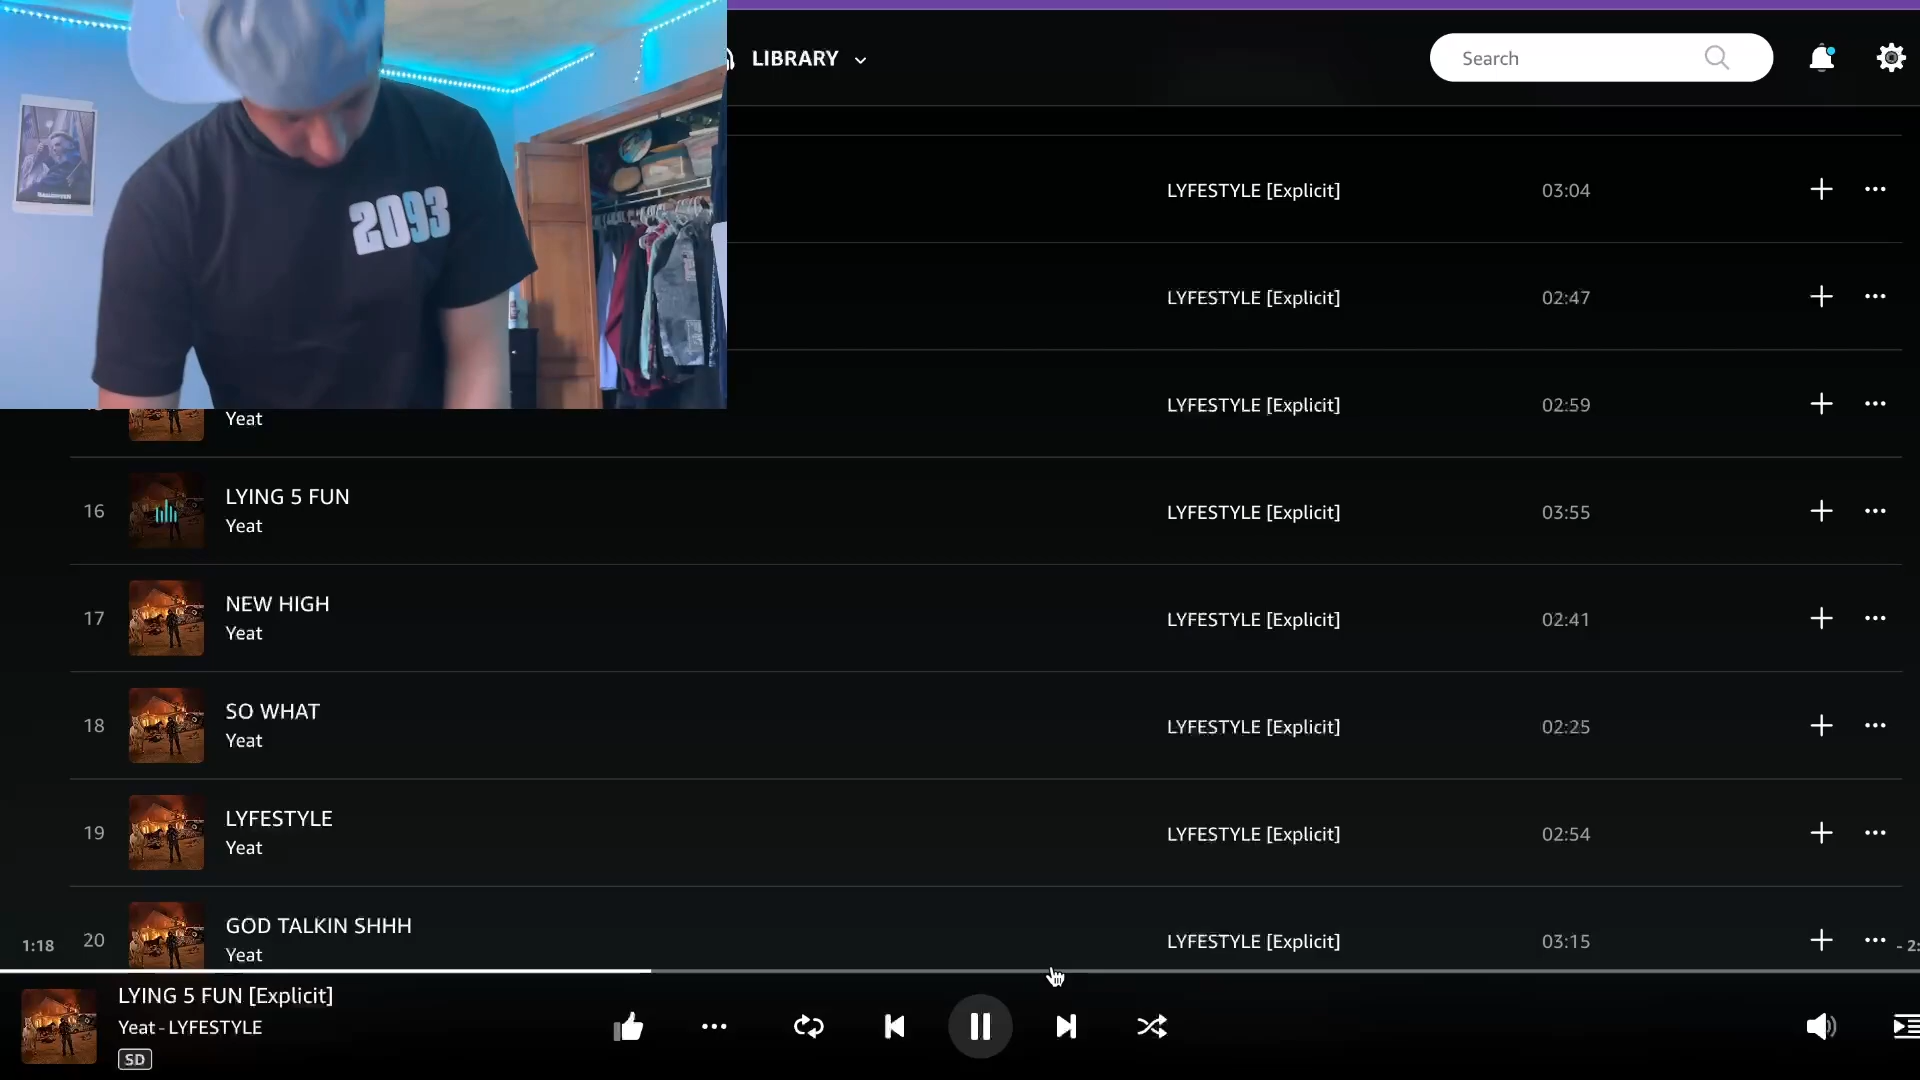 LIBRARY
Search
2093
LYFESTYLE [Explicit] 03:04
LYFESTYLE [Explicit] 02:47
Yeat LYFESTYLE [Explicit] 02:59
16 LYING 5 FUN
Yeat LYFESTYLE [Explicit] 03:55
17 NEW HIGH
Yeat LYFESTYLE [Explicit] 02:41
18 SO WHAT
Yeat LYFESTYLE [Explicit] 02:25
19 LYFESTYLE
Yeat LYFESTYLE [Explicit] 02:54
20 GOD TALKIN SHHH
Yeat LYFESTYLE [Explicit] 03:15
1:18
- 2:
LYING 5 FUN [Explicit]
Yeat - LYFESTYLE
SD